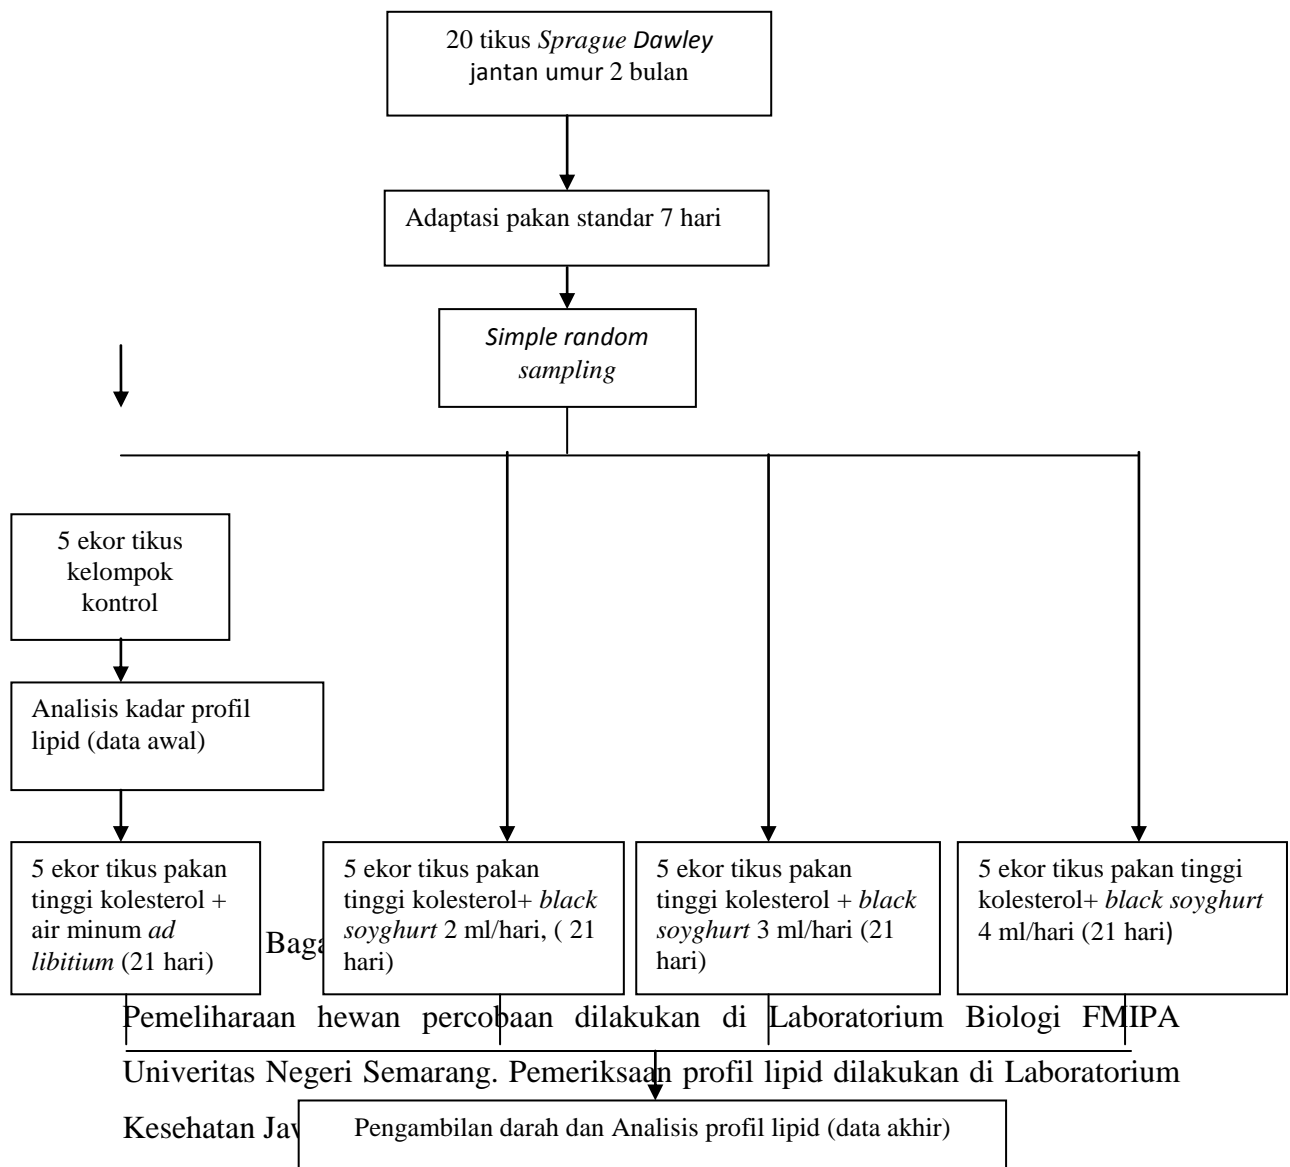 20 tikus Sprague Dawley
jantan umur 2 bulan
Adaptasi pakan standar 7 hari
Simple random
sampling
5 ekor tikus
kelompok
kontrol
Analisis kadar profil
lipid (data awal)
5 ekor tikus pakan
tinggi kolesterol +
air minum ad
libitium (21 hari)
5 ekor tikus pakan
tinggi kolesterol+ black
soyghurt 2 ml/hari, ( 21
hari)
5 ekor tikus pakan
tinggi kolesterol + black
soyghurt 3 ml/hari (21
hari)
5 ekor tikus pakan tinggi
kolesterol+ black soyghurt
4 ml/hari (21 hari)
Pemeliharaan hewan percobaan dilakukan di Laboratorium Biologi FMIPA
Univeritas Negeri Semarang. Pemeriksaan profil lipid dilakukan di Laboratorium
Kesehatan
Pengambilan darah dan Analisis profil lipid (data akhir)